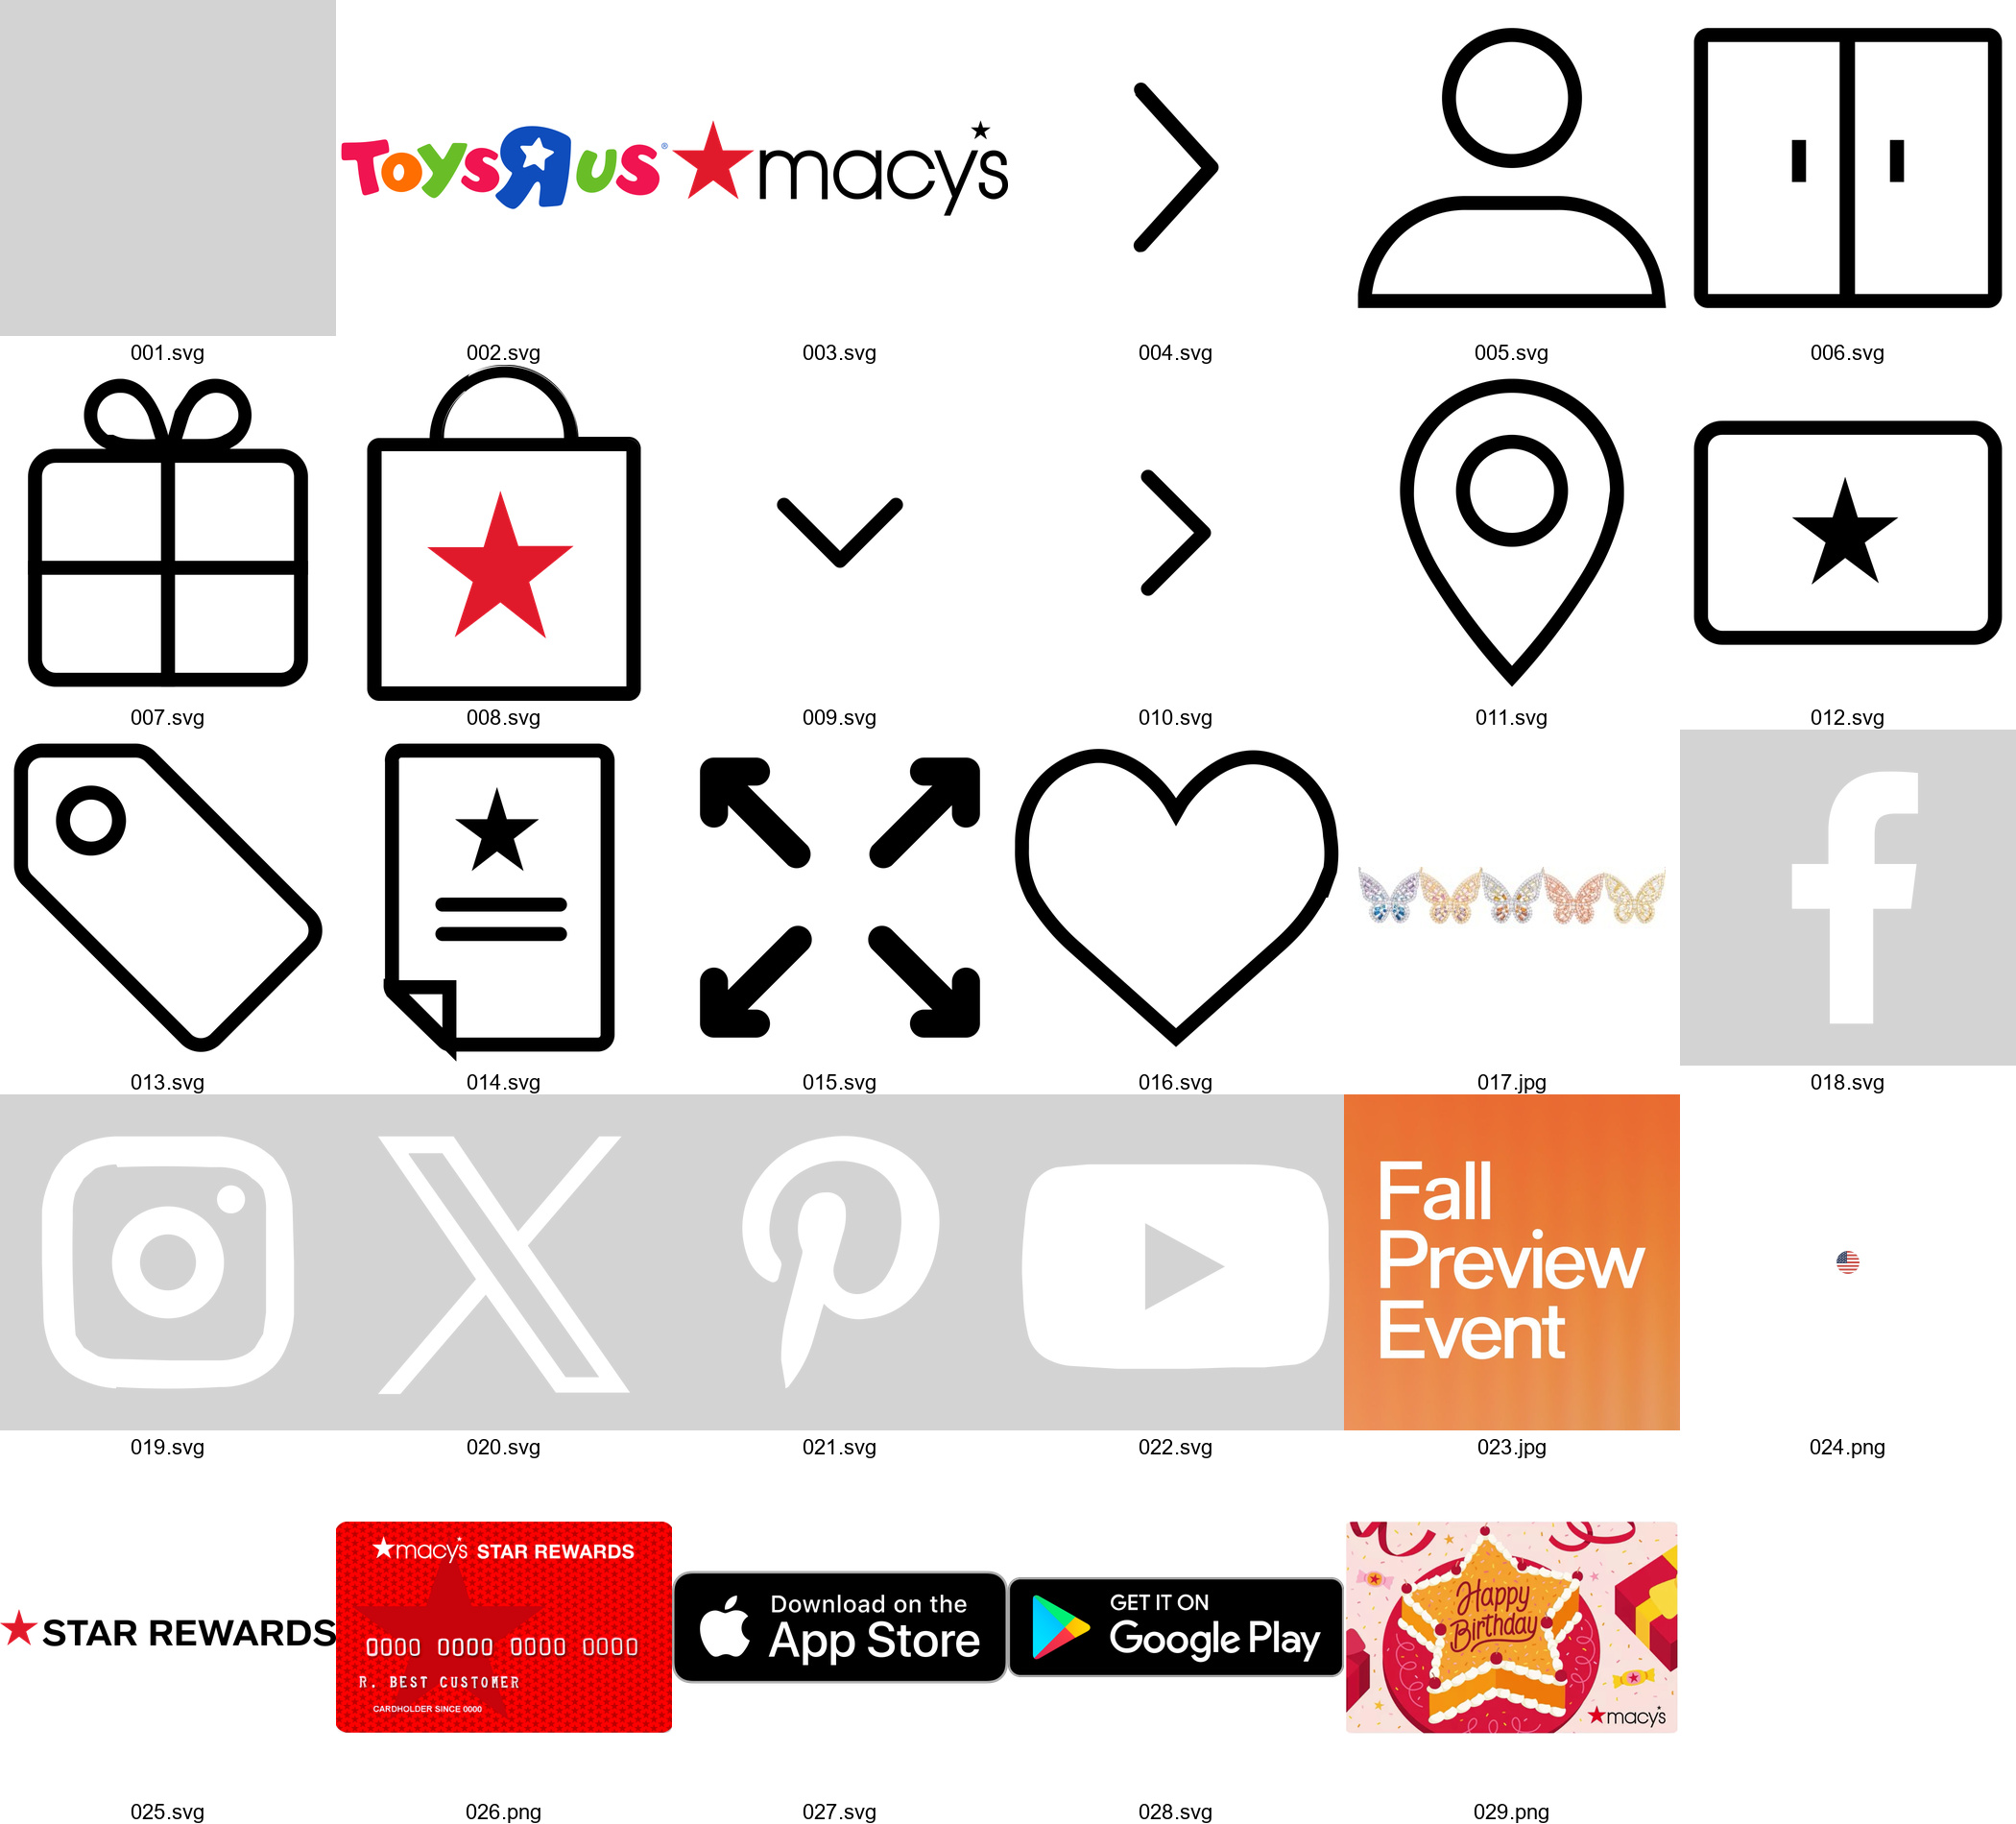 TOYS R US ®
macy's
001.svg
002.svg
003.svg
004.svg
005.svg
006.svg
007.svg
008.svg
009.svg
010.svg
011.svg
012.svg
013.svg
014.svg
015.svg
016.svg
017.jpg
018.svg
Fall
Preview
Event
019.svg
020.svg
021.svg
022.svg
023.jpg
024.png
STAR REWARDS
macy's STAR REWARDS
0000 0000 0000 0000
R. BEST CUSTOMER
CARDHOLDER SINCE 0000
Download on the
App Store
GET IT ON
Google Play
Happy
Birthday
macy's
025.svg
026.png
027.svg
028.svg
029.png